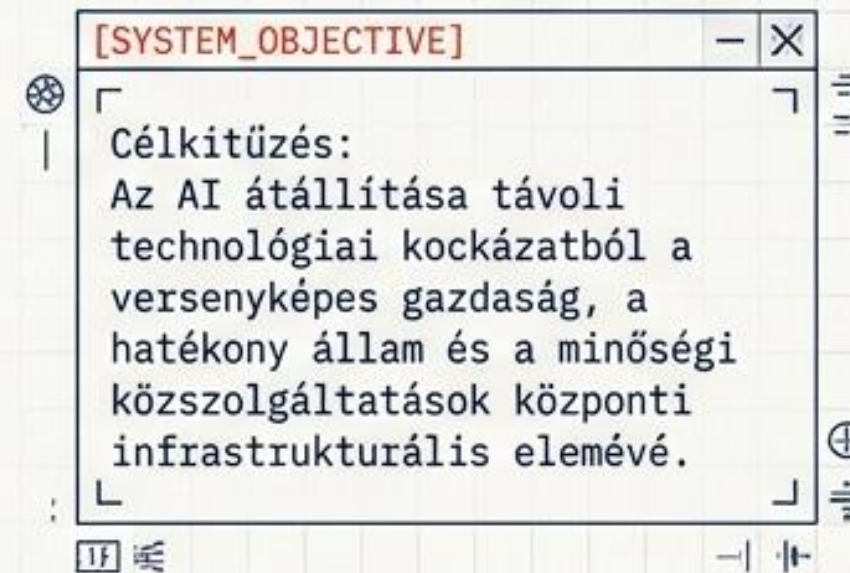 [SYSTEM_OBJECTIVE]
Célkitűzés:
Az AI átállítása távoli
technológiai kockázatból a
versenyképes gazdaság, a
hatékony állam és a minőségi
közszolgáltatások központi
infrastrukturális elemévé.